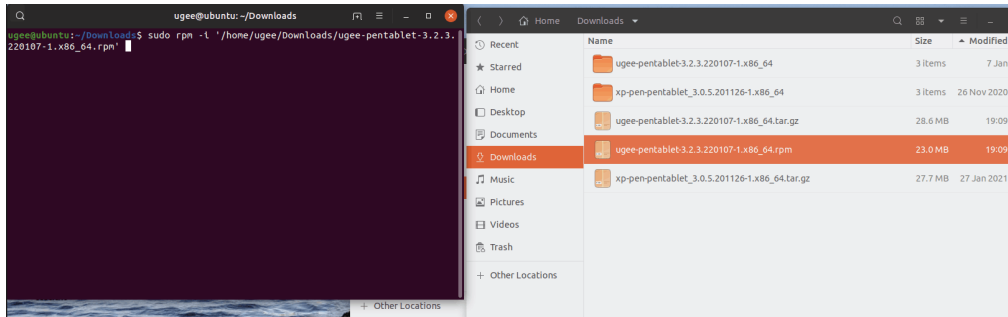 ugee@ubuntu: ~/Downloads
ugee@ubuntu:~/Downloads$ sudo rpm -i '/home/ugee/Downloads/ugee-pentablet-3.2.3.
220107-1.x86_64.rpm'
Home Downloads
Recent
Starred
Home
Desktop
Documents
Downloads
Music
Pictures
Videos
Trash
+ Other Locations
Name Size Modified
ugee-pentablet-3.2.3.220107-1.x86_64 3 items 7 Jan
xp-pen-pentablet_3.0.5.201126-1.x86_64 3 items 26 Nov 2020
ugee-pentablet-3.2.3.220107-1.x86_64.tar.gz 28.6 MB 19:09
ugee-pentablet-3.2.3.220107-1.x86_64.rpm 23.0 MB 19:09
xp-pen-pentablet_3.0.5.201126-1.x86_64.tar.gz 27.7 MB 27 Jan 2021
+ Other Locations